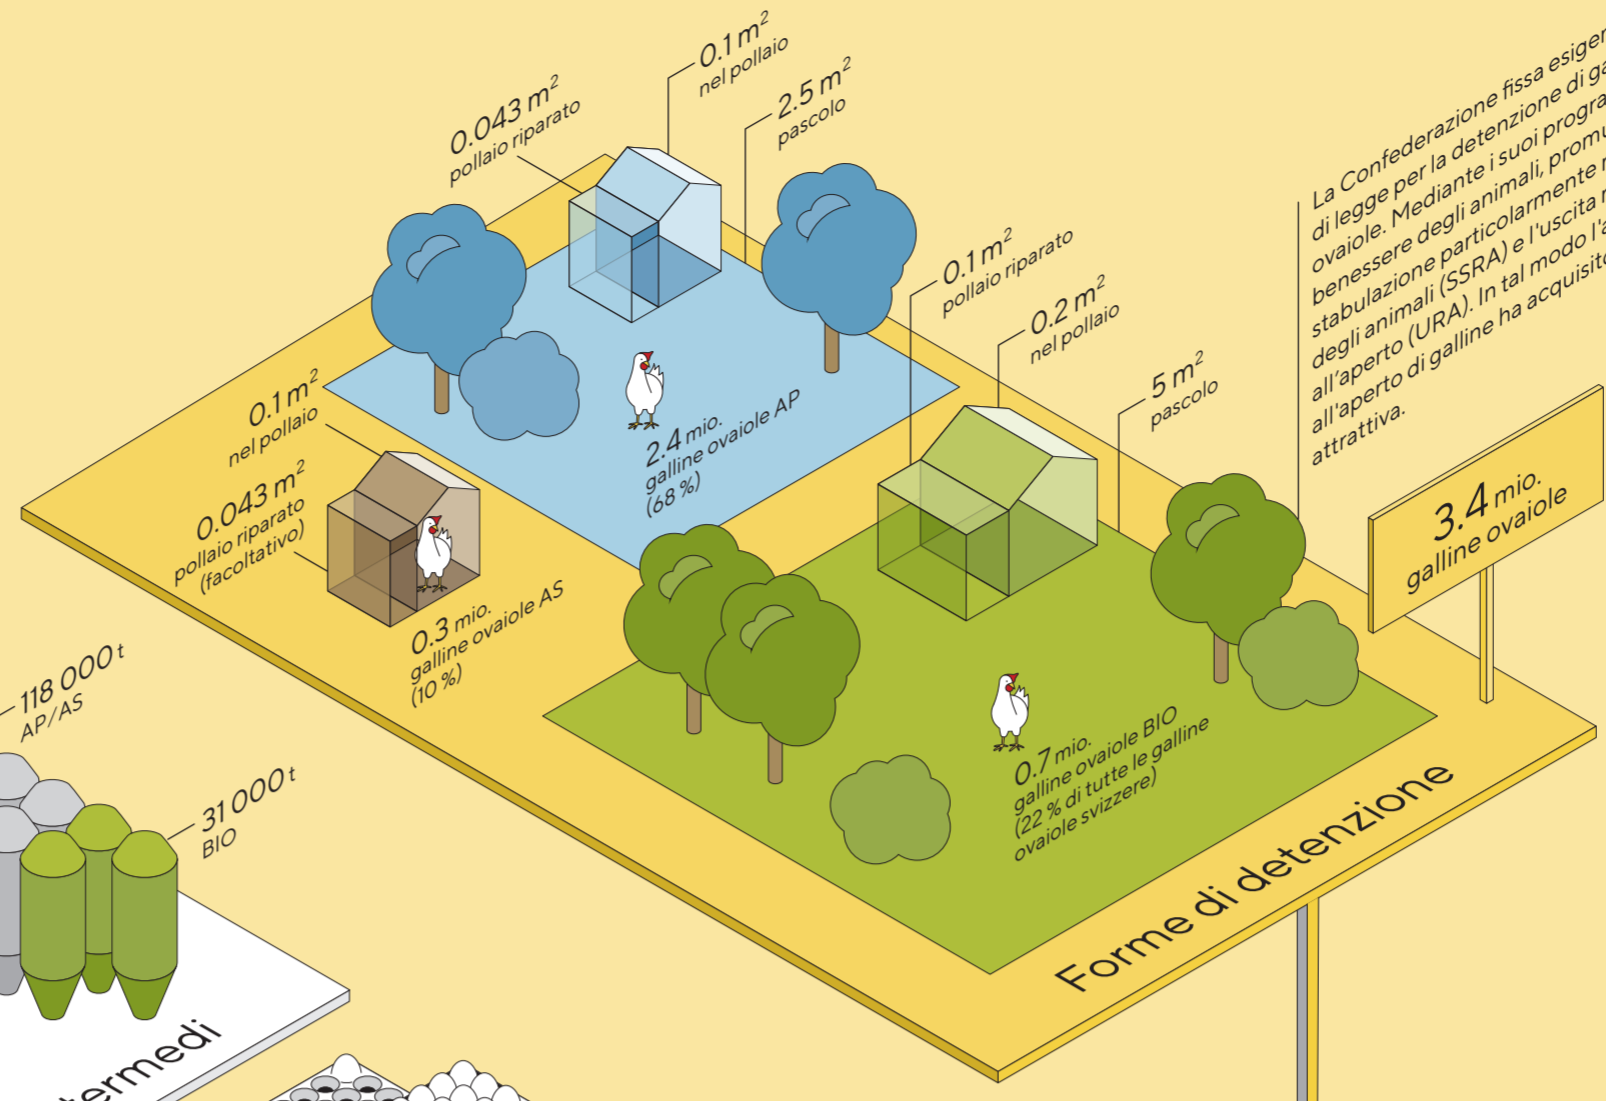 0.1 m²
nel pollaio
0.043 m²
pollaio riparato
2.5 m²
pascolo
2.4 mio.
galline ovaiole AP
(68 %)
0.1 m²
nel pollaio
0.043 m²
pollaio riparato
(facoltativo)
0.3 mio.
galline ovaiole AS
(10 %)
0.1 m²
pollaio riparato
0.2 m²
nel pollaio
5 m²
pascolo
0.7 mio.
galline ovaiole BIO
(22 % di tutte le galline
ovaiole svizzere)
La Confederazione fissa
di legge per la detenzione di
ovaiole. Mediante i suoi
benessere degli animali,
stabulazione particolarmente
degli animali (SSRA) e l'uscita
all'aperto (URA). In tal modo
all'aperto di galline ha acquisito
attrattiva.
3.4 mio.
galline ovaiole
Forme di detenzione
118 000 t
AP/AS
31 000 t
BIO
termedi